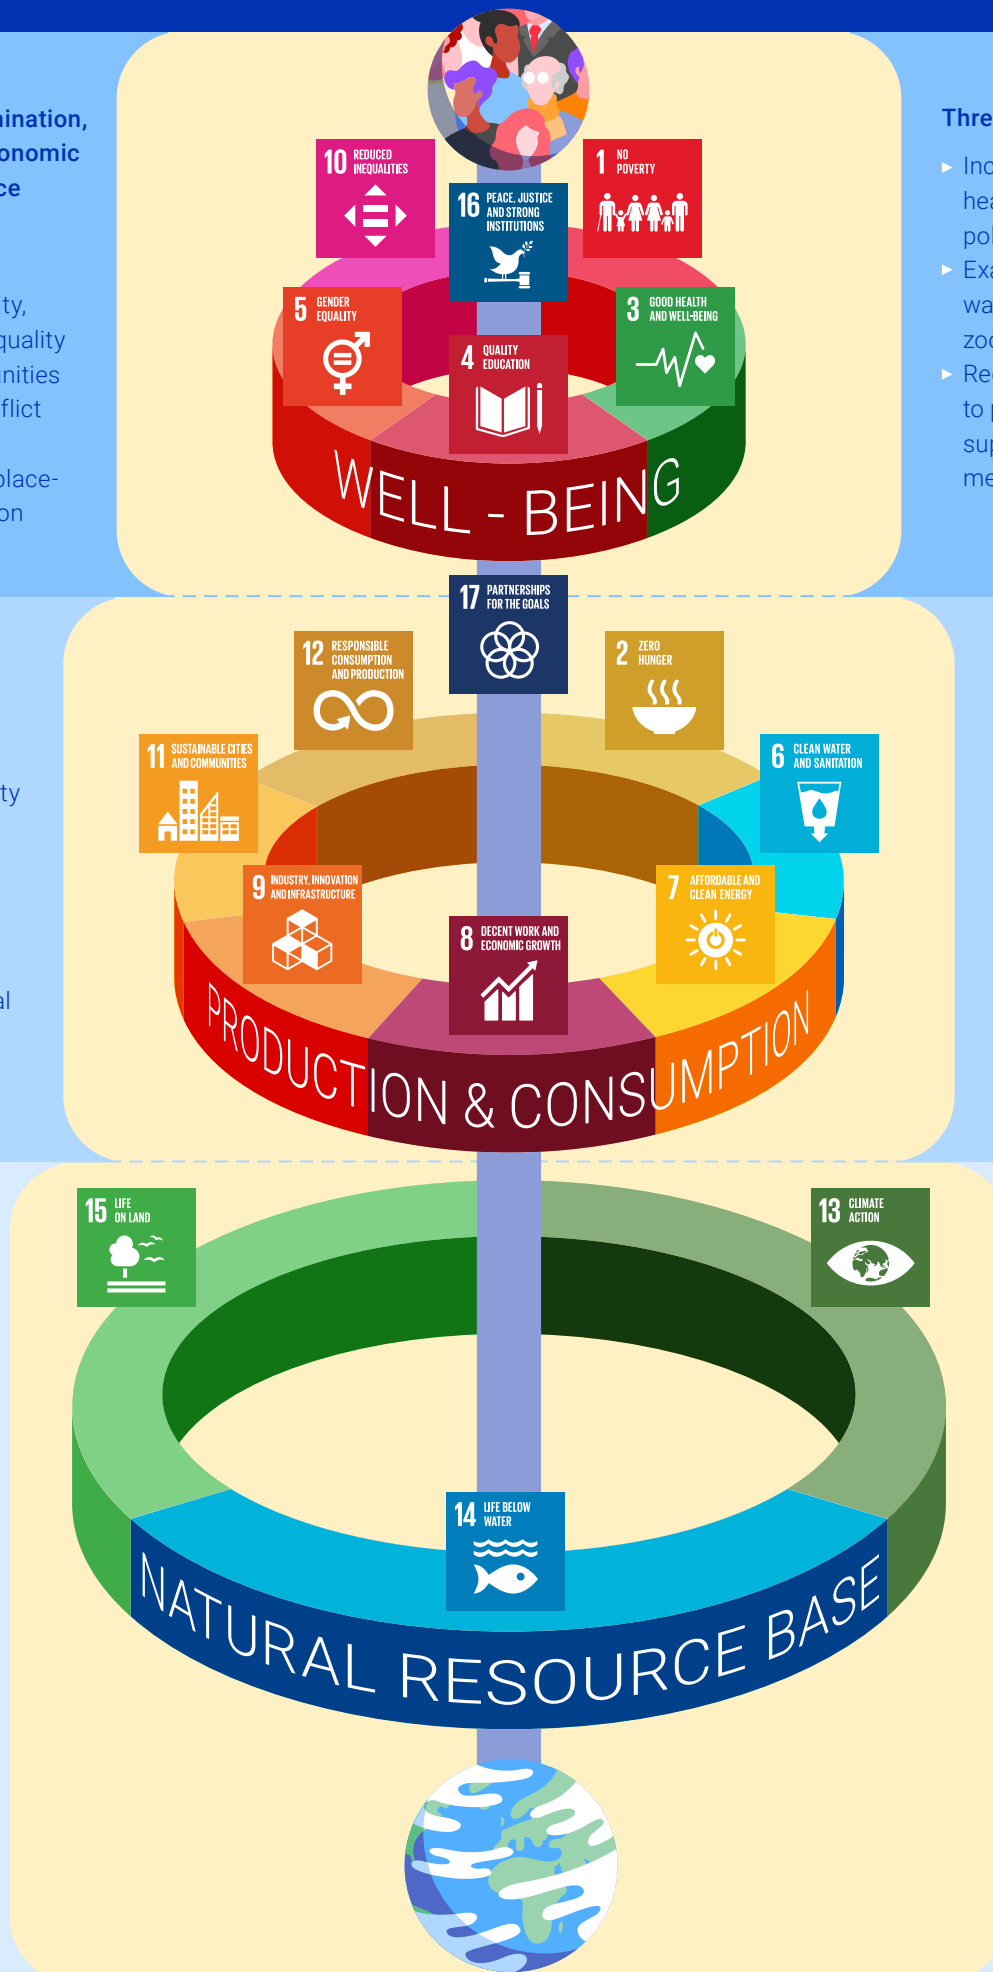 mination,
onomic
ce
ty,
quality
nities
flict
place-
on
10 REDUCED
INEQUALITIES
1 NO
POVERTY
16 PEACE, JUSTICE
AND STRONG
INSTITUTIONS
5 GENDER
EQUALITY
3 GOOD HEALTH
AND WELL-BEING
4 QUALITY
EDUCATION
WELL - BEING
Thre
Inc
hea
pol
Exa
wa
zoo
Re
to p
sup
me
17 PARTNERSHIPS
FOR THE GOALS
12 RESPONSIBLE
CONSUMPTION
AND PRODUCTION
2 ZERO
HUNGER
11 SUSTAINABLE CITIES
AND COMMUNITIES
6 CLEAN WATER
AND SANITATION
ty
9 INDUSTRY, INNOVATION
AND INFRASTRUCTURE
7 AFFORDABLE AND
CLEAN ENERGY
8 DECENT WORK AND
ECONOMIC GROWTH
al
PRODUCTION & CONSUMPTION
15 LIFE
ON LAND
13 CLIMATE
ACTION
14 LIFE BELOW
WATER
NATURAL RESOURCE BASE